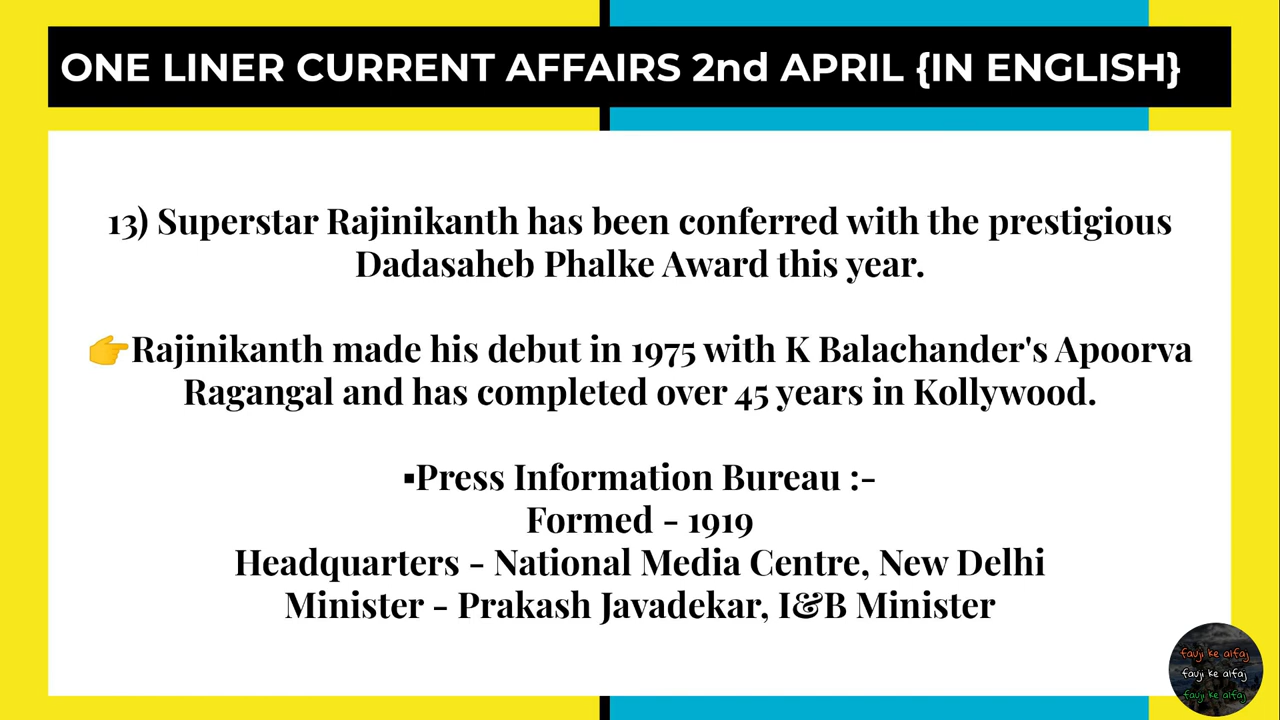 ONE LINER CURRENT AFFAIRS 2nd APRIL {IN ENGLISH}
13) Superstar Rajinikanth has been conferred with the prestigious
Dadasaheb Phalke Award this year.
👉Rajinikanth made his debut in 1975 with K Balachander's Apoorva
Ragangal and has completed over 45 years in Kollywood.
▪Press Information Bureau :-
Formed - 1919
Headquarters - National Media Centre, New Delhi
Minister - Prakash Javadekar, I&B Minister
fauji ke alfaj
fauji ke alfaj
fauji ke alfaj